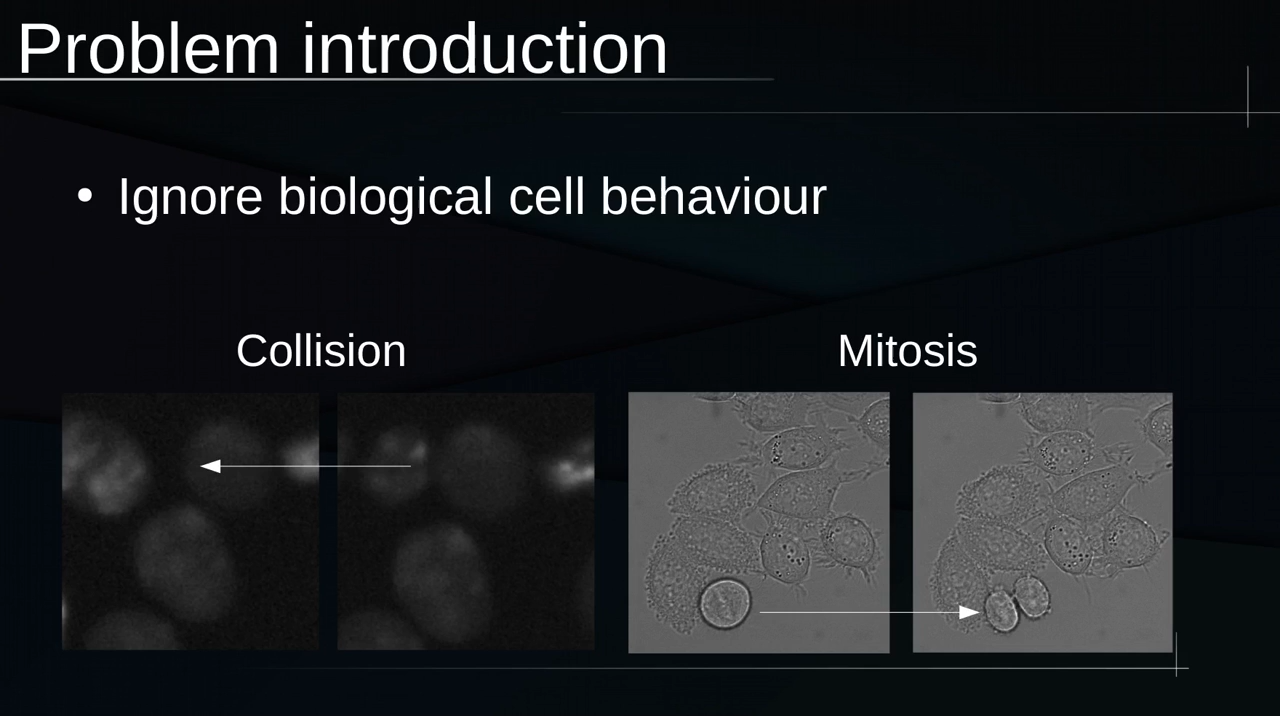 Problem introduction
• Ignore biological cell behaviour
Collision
Mitosis